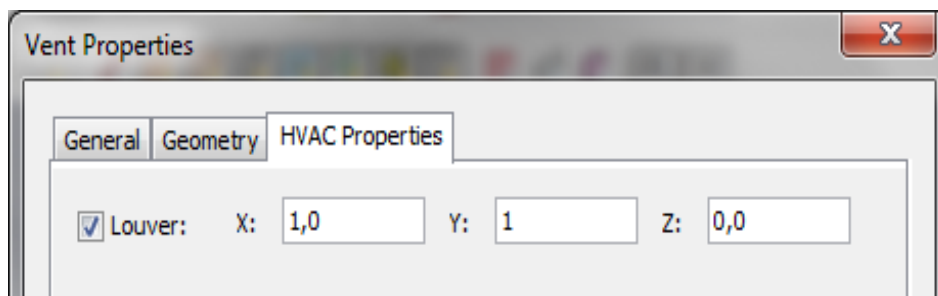 Vent Properties
General Geometry HVAC Properties
Louver: X: 1,0 Y: 1 Z: 0,0